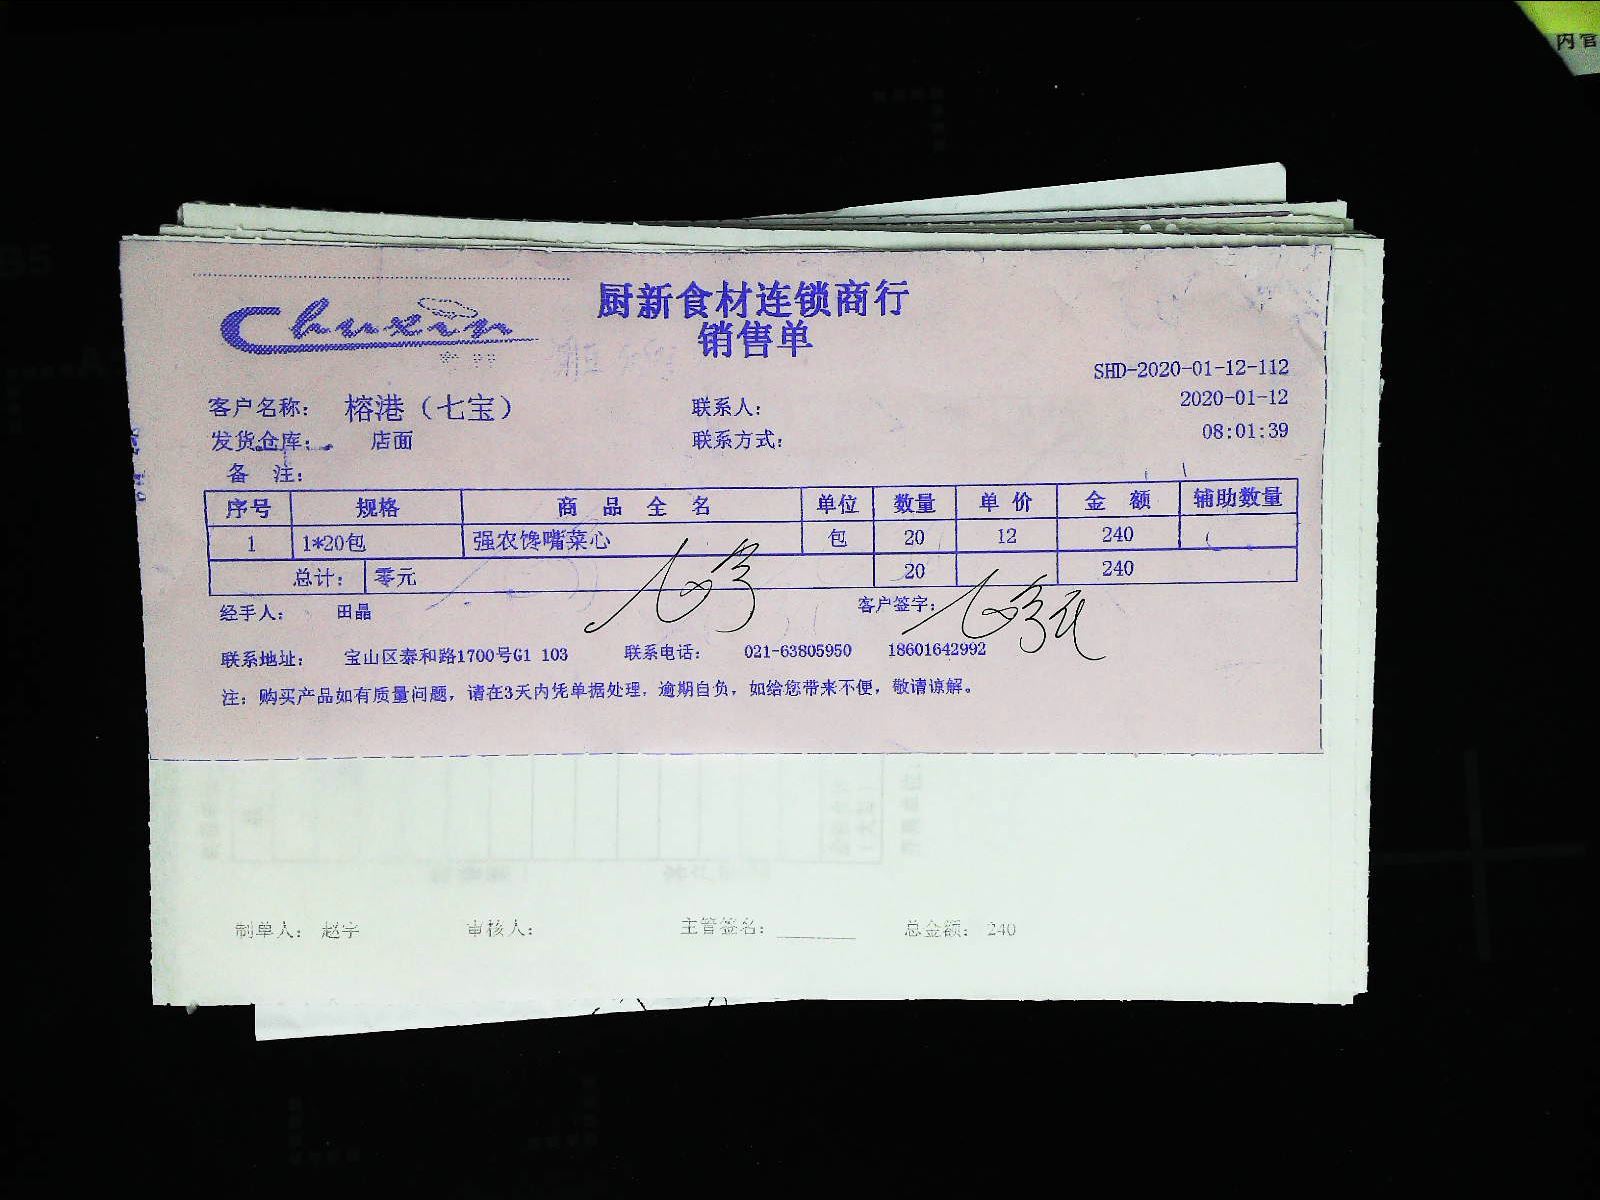 内管
Chuxin
厨新食材连锁商行
销售单
SHD-2020-01-12-112
客户名称： 榕港（七宝） 联系人： 2020-01-12
发货仓库： 店面 联系方式： 08:01:39
备 注：
序号 规格 商 品 全 名 单位 数量 单 价 金 额 辅助数量
1 1*20包 强农馋嘴菜心 包 20 12 240
总计： 零元 20 240
经手人： 田晶 客户签字：
联系地址： 宝山区泰和路1700号G1 103 联系电话： 021-63805950 18601642992
注：购买产品如有质量问题，请在3天内凭单据处理，逾期自负，如给您带来不便，敬请谅解。
制单人： 赵宇 审核人： 主管签名： 总金额： 240